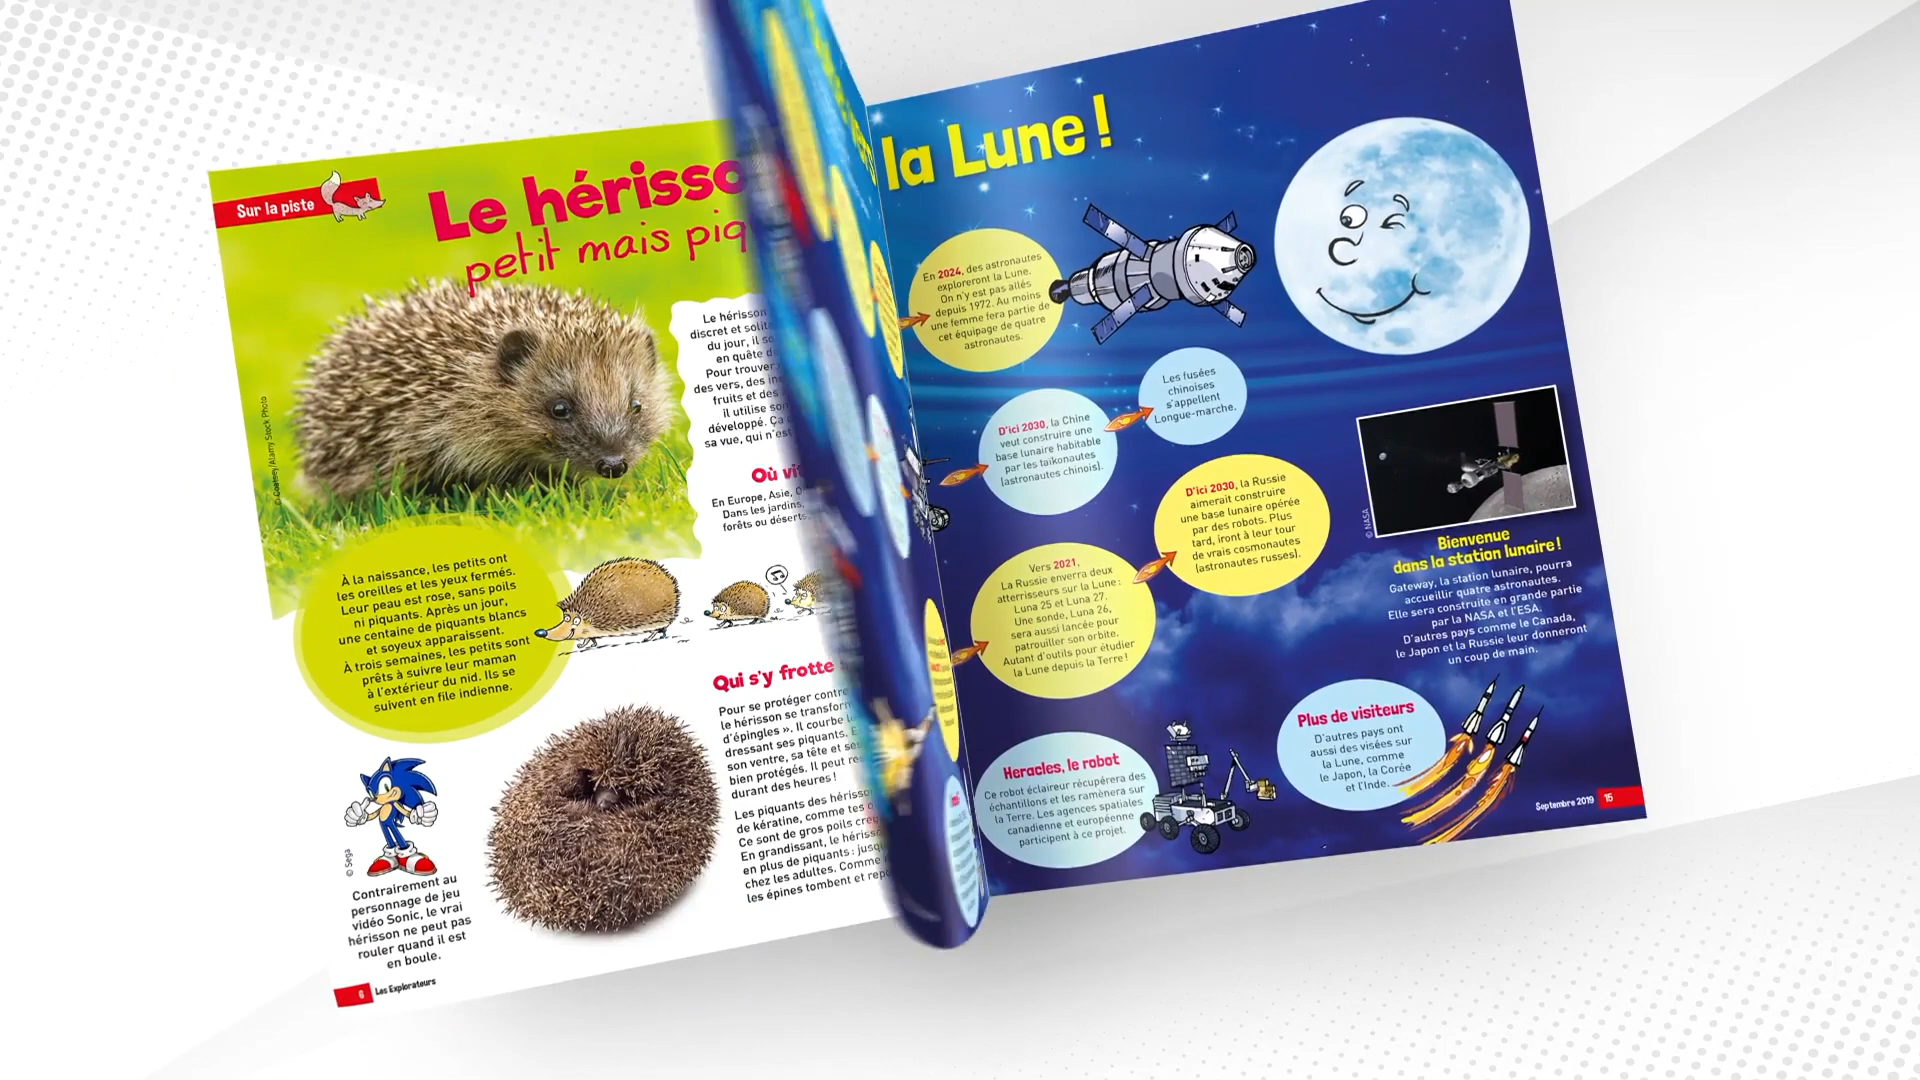 Sur la piste
Le hérisso
petit mais piq
© Coatsey/Alamy Stock Photo
Le hérisson
discret et solit
du jour, il so
en quête d
Pour trouver
des vers, des in
fruits et des
il utilise son
développé. Ça
sa vue, qui n'est
Où vit
En Europe, Asie, O
Dans les jardins,
forêts ou déserts
À la naissance, les petits ont
les oreilles et les yeux fermés.
Leur peau est rose, sans poils
ni piquants. Après un jour,
une centaine de piquants blancs
et soyeux apparaissent.
À trois semaines, les petits sont
prêts à suivre leur maman
à l'extérieur du nid. Ils se
suivent en file indienne.
Qui s'y frotte
Pour se protéger contre
le hérisson se transform
d'épingles ». Il courbe l
dressant ses piquants. E
son ventre, sa tête et se
bien protégés. Il peut res
durant des heures !
Les piquants des hérisso
de kératine, comme tes o
Ce sont de gros poils creu
En grandissant, le hériss
en plus de piquants : jusq
chez les adultes. Comme
les épines tombent et repo
© Sega
Contrairement au
personnage de jeu
vidéo Sonic, le vrai
hérisson ne peut pas
rouler quand il est
en boule.
6 Les Explorateurs
la Lune !
En 2024, des astronautes
exploreront la Lune.
On n'y est pas allés
depuis 1972. Au moins
une femme fera partie de
cet équipage de quatre
astronautes.
Les fusées
chinoises
s'appellent
Longue-marche.
D'ici 2030, la Chine
veut construire une
base lunaire habitable
par les taïkonautes
(astronautes chinois).
D'ici 2030, la Russie
aimerait construire
une base lunaire opérée
par des robots. Plus
tard, iront à leur tour
de vrais cosmonautes
(astronautes russes).
Vers 2021,
La Russie enverra deux
atterrisseurs sur la Lune :
Luna 25 et Luna 27.
Une sonde, Luna 26,
sera aussi lancée pour
patrouiller son orbite.
Autant d'outils pour étudier
la Lune depuis la Terre !
© NASA
Bienvenue
dans la station lunaire !
Gateway, la station lunaire, pourra
accueillir quatre astronautes.
Elle sera construite en grande partie
par la NASA et l'ESA.
D'autres pays comme le Canada,
le Japon et la Russie leur donneront
un coup de main.
Heracles, le robot
Ce robot éclaireur récupérera des
échantillons et les ramènera sur
la Terre. Les agences spatiales
canadienne et européenne
participent à ce projet.
Plus de visiteurs
D'autres pays ont
aussi des visées sur
la Lune, comme
le Japon, la Corée
et l'Inde.
Septembre 2019 15